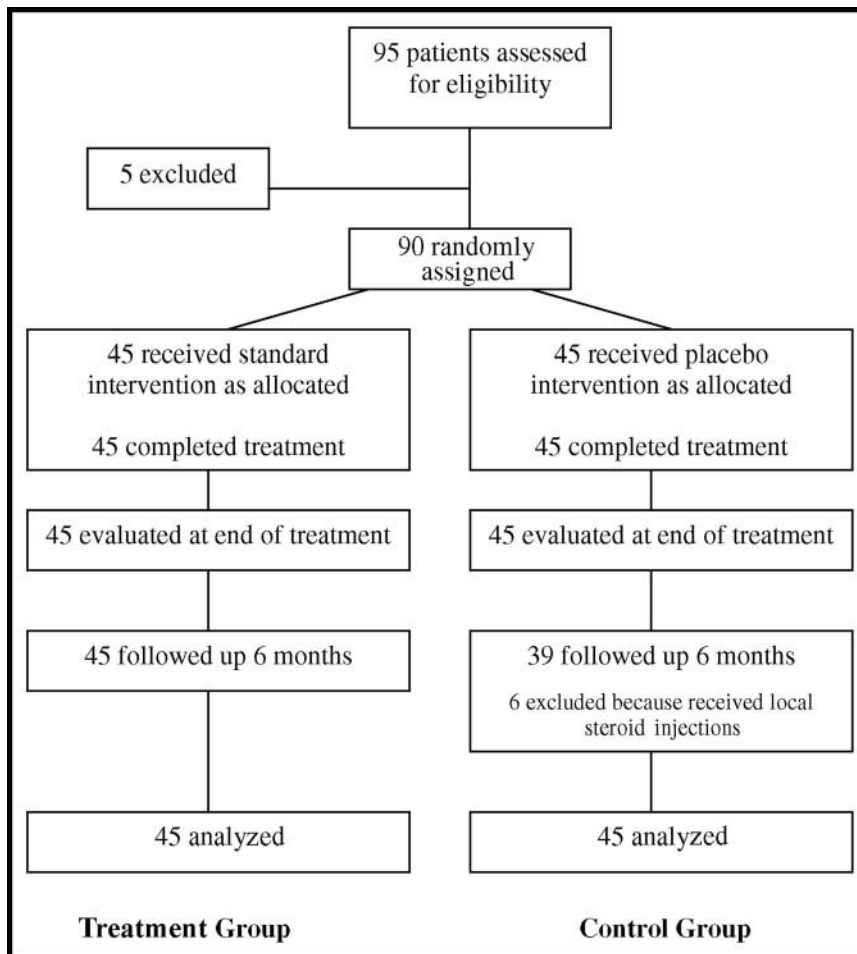 95 patients assessed
for eligibility
5 excluded
90 randomly
assigned
45 received standard
intervention as allocated
45 completed treatment
45 received placebo
intervention as allocated
45 completed treatment
45 evaluated at end of treatment
45 evaluated at end of treatment
45 followed up 6 months
39 followed up 6 months
6 excluded because received local
steroid injections
45 analyzed
45 analyzed
Treatment Group
Control Group